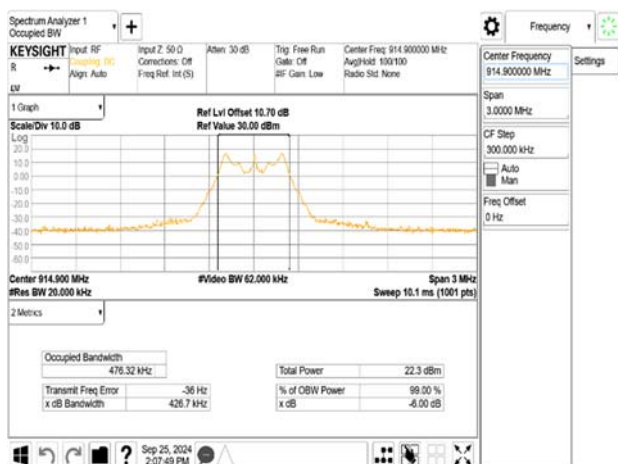 Spectrum Analyzer 1
Occupied BW
Frequency
KEYSIGHT
R
LV
Input: RF
Coupling: DC
Align: Auto
Input Z: 50 Ω
Corrections: Off
Freq Ref: Int (S)
Atten: 30 dB
Trig: Free Run
Gate: Off
#IF Gain: Low
Center Freq: 914.900000 MHz
Avg|Hold: 100/100
Radio Std: None
Center Frequency
914.900000 MHz
Settings
Span
3.0000 MHz
CF Step
300.000 kHz
Auto
Man
Freq Offset
0 Hz
1 Graph
Scale/Div 10.0 dB
Ref Lvl Offset 10.70 dB
Ref Value 30.00 dBm
Log
20.0
10.0
0.00
-10.0
-20.0
-30.0
-40.0
-50.0
-60.0
Center 914.900 MHz
#Res BW 20.000 kHz
#Video BW 62.000 kHz
Span 3 MHz
Sweep 10.1 ms (1001 pts)
2 Metrics
Occupied Bandwidth
476.32 kHz
Total Power 22.3 dBm
Transmit Freq Error -36 Hz
% of OBW Power 99.00 %
x dB Bandwidth 426.7 kHz
x dB -6.00 dB
Sep 25, 2024
2:07:49 PM